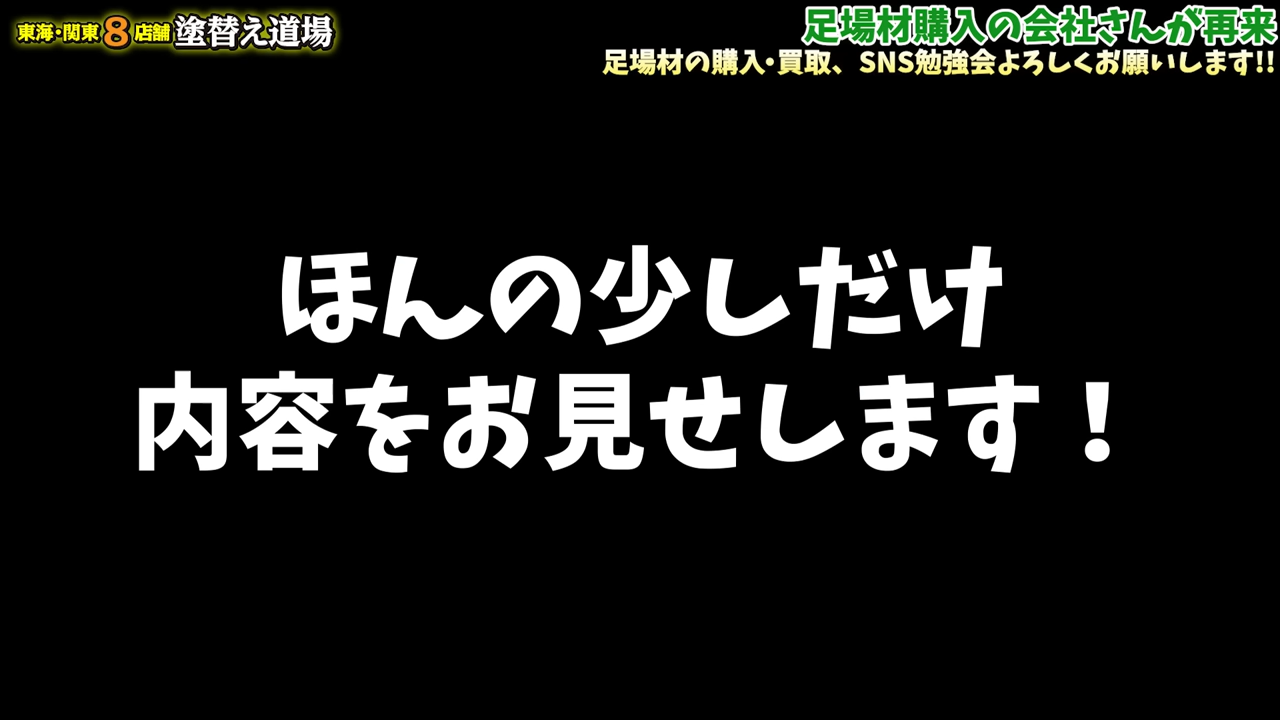 東海・関東8店舗 塗替え道場
足場材購入の会社さんが再来
足場材の購入・買取、SNS勉強会よろしくお願いします!!
ほんの少しだけ
内容をお見せします！